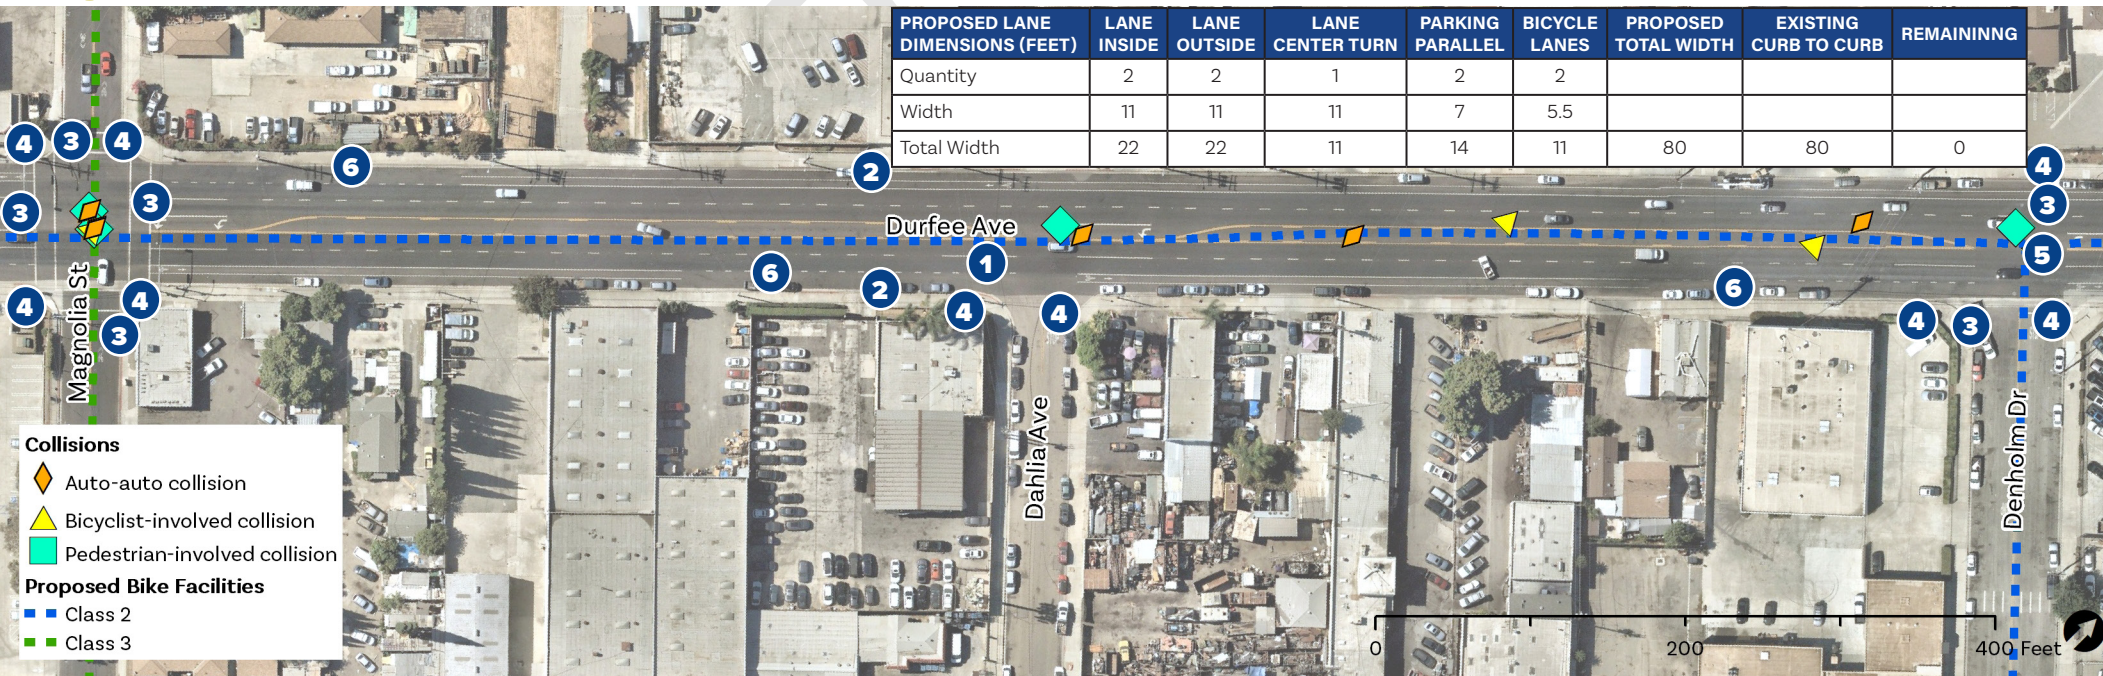 PROPOSED LANE DIMENSIONS (FEET) LANE INSIDE LANE OUTSIDE LANE CENTER TURN PARKING PARALLEL BICYCLE LANES PROPOSED TOTAL WIDTH EXISTING CURB TO CURB REMAININNG
Quantity 2 2 1 2 2
Width 11 11 11 7 5.5
Total Width 22 22 11 14 11 80 80 0
4 3 4
6
2
4
3
3
3
Durfee Ave
5
1
6
2
6
4
4
4
4
4
3
4
3
Magnolia St
Dahlia Ave
Denholm Dr
Collisions
Auto-auto collision
Bicyclist-involved collision
Pedestrian-involved collision
Proposed Bike Facilities
Class 2
Class 3
0 200 400 Feet